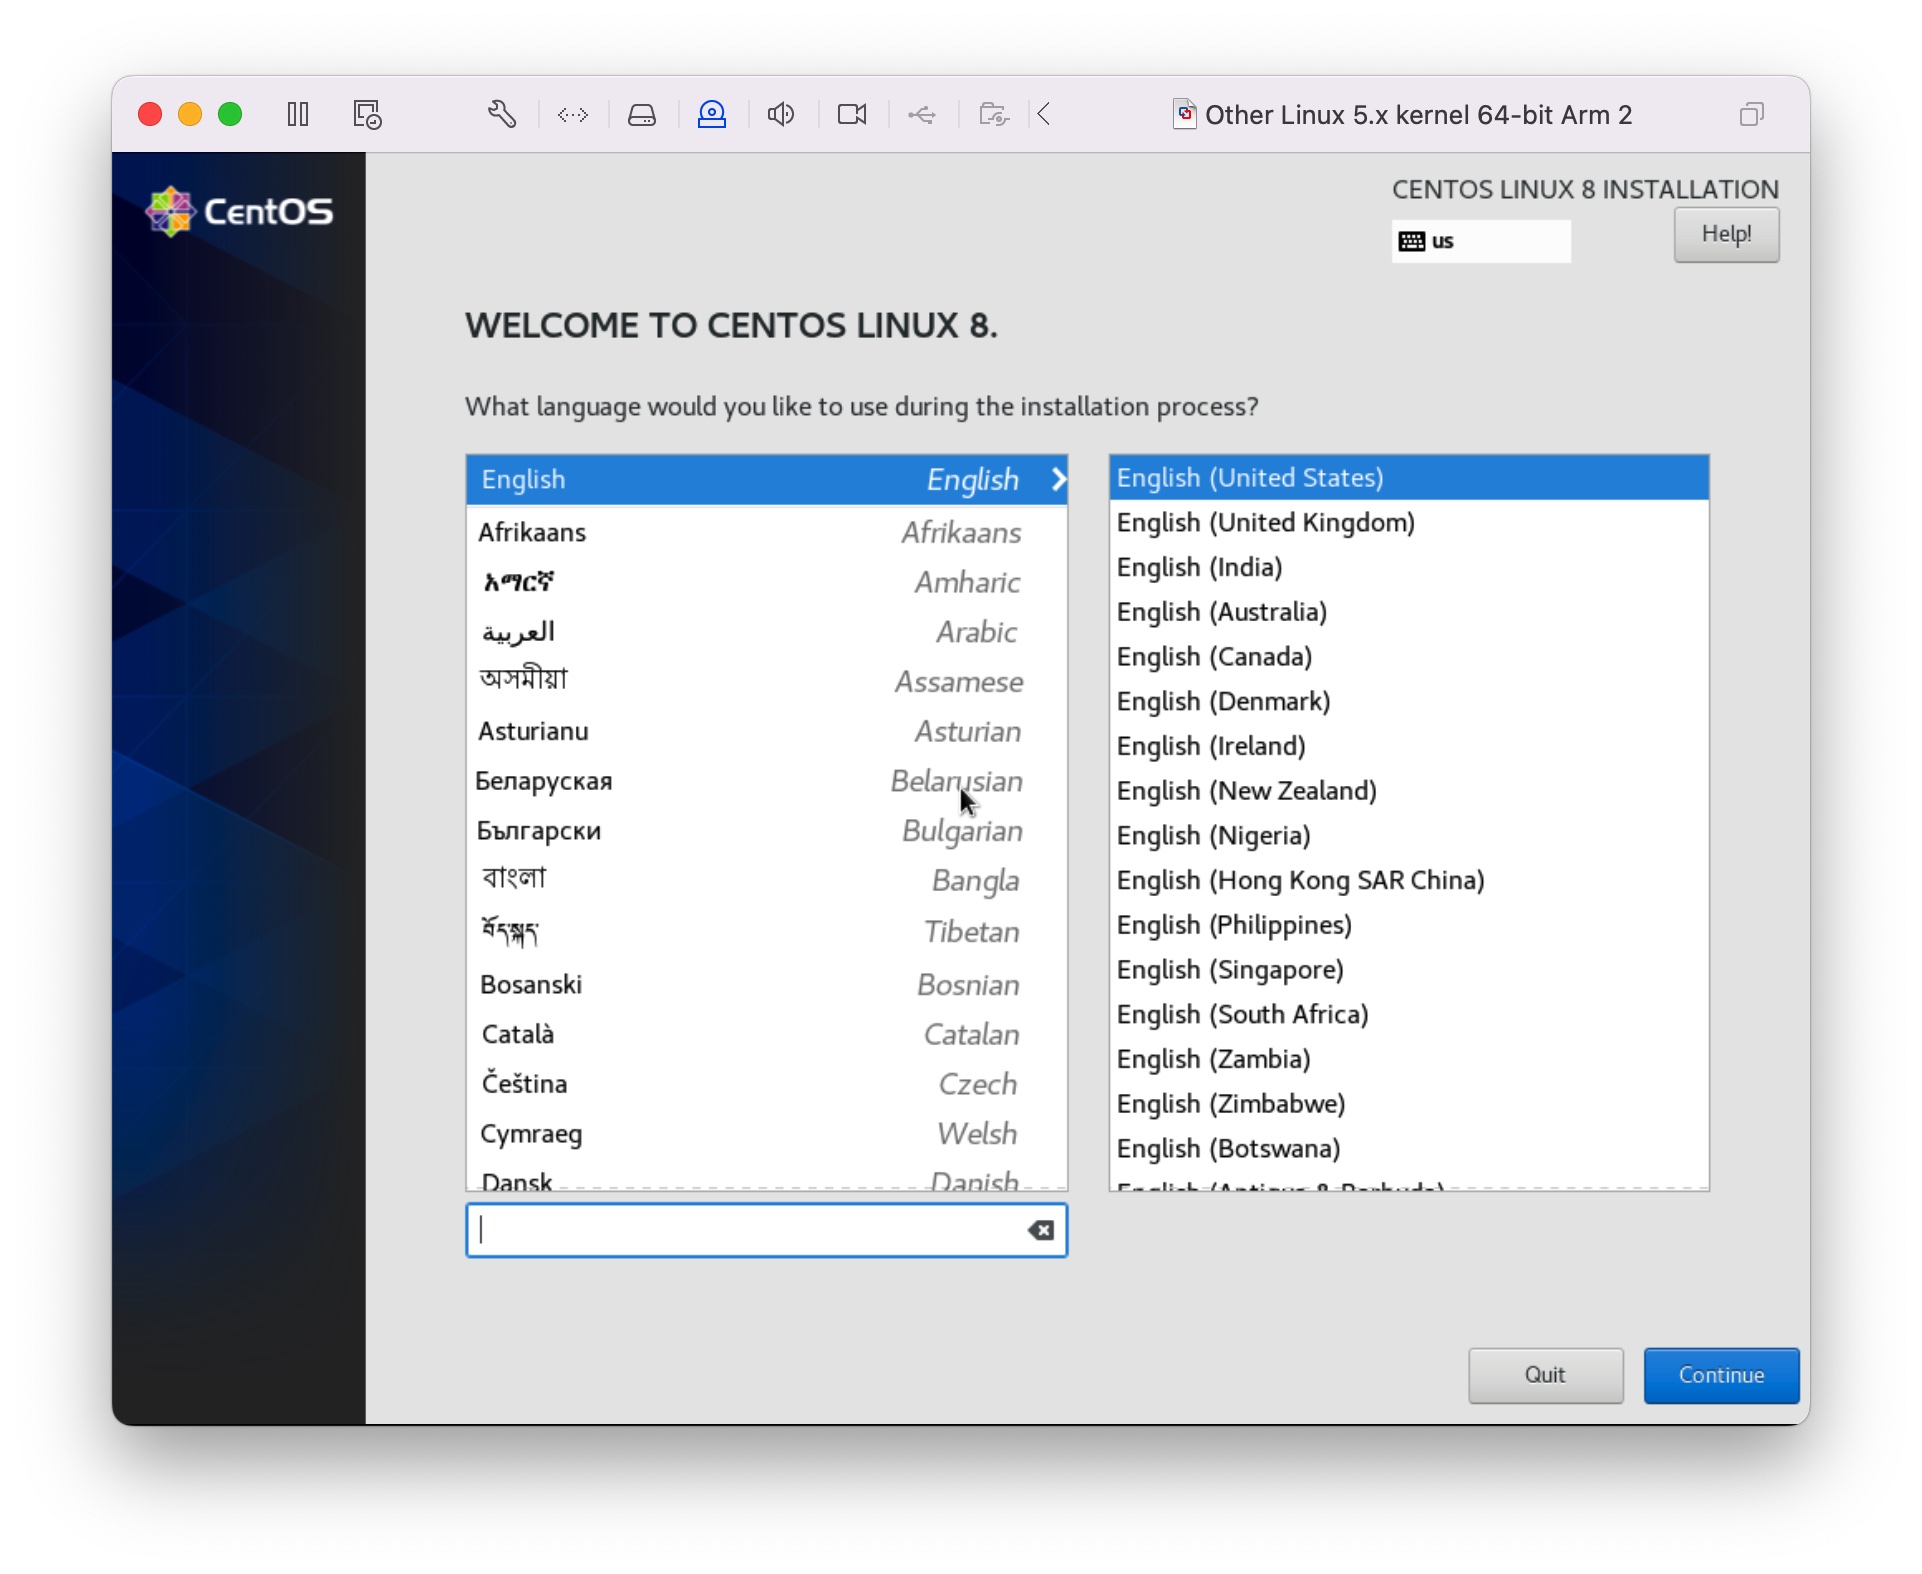 Other Linux 5.x kernel 64-bit Arm 2
CentOS
CENTOS LINUX 8 INSTALLATION
us
Help!
WELCOME TO CENTOS LINUX 8.
What language would you like to use during the installation process?
English English
Afrikaans Afrikaans
አማርኛ Amharic
العربية Arabic
অসমীয়া Assamese
Asturianu Asturian
Беларуская Belarusian
Български Bulgarian
বাংলা Bangla
བོད་སྐད་ Tibetan
Bosanski Bosnian
Català Catalan
Čeština Czech
Cymraeg Welsh
Dansk Danish
English (United States)
English (United Kingdom)
English (India)
English (Australia)
English (Canada)
English (Denmark)
English (Ireland)
English (New Zealand)
English (Nigeria)
English (Hong Kong SAR China)
English (Philippines)
English (Singapore)
English (South Africa)
English (Zambia)
English (Zimbabwe)
English (Botswana)
English (Antigua & Barbuda)
Quit
Continue